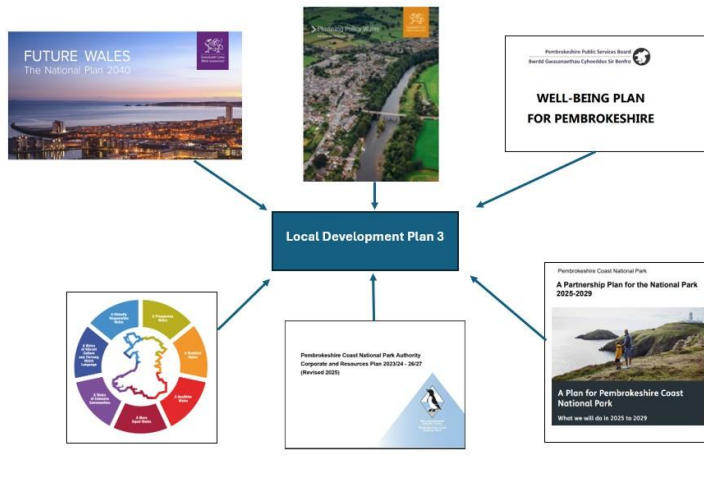 FUTURE WALES
The National Plan 2040
Planning Policy Wales
Pembrokeshire Public Services Board
Bwrdd Gwasanaethau Cyhoeddus Sir Benfro
WELL-BEING PLAN
FOR PEMBROKESHIRE
Local Development Plan 3
A Globally
Responsible
Wales
A Prosperous
Wales
A Resilient
Wales
A Healthier
Wales
A More
Equal Wales
A Wales
of Cohesive
Communities
A Wales
of Vibrant
Culture
and Thriving
Welsh
Language
Pembrokeshire Coast National Park Authority
Corporate and Resources Plan 2023/24 - 26/27
(Revised 2025)
Pembrokeshire Coast National Park
A Partnership Plan for the National Park
2025-2029
A Plan for Pembrokeshire Coast
National Park
What we will do in 2025 to 2029